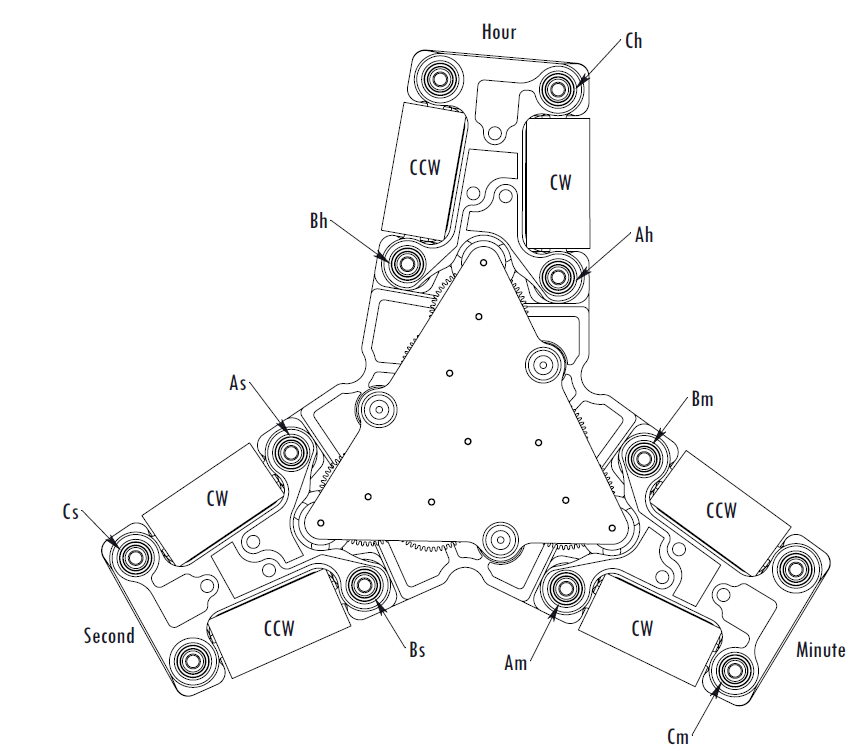 Hour
Ch
CCW
CW
Bh
Ah
As
Bm
Cs
CW
CCW
Second
CCW
Bs
Am
CW
Minute
Cm